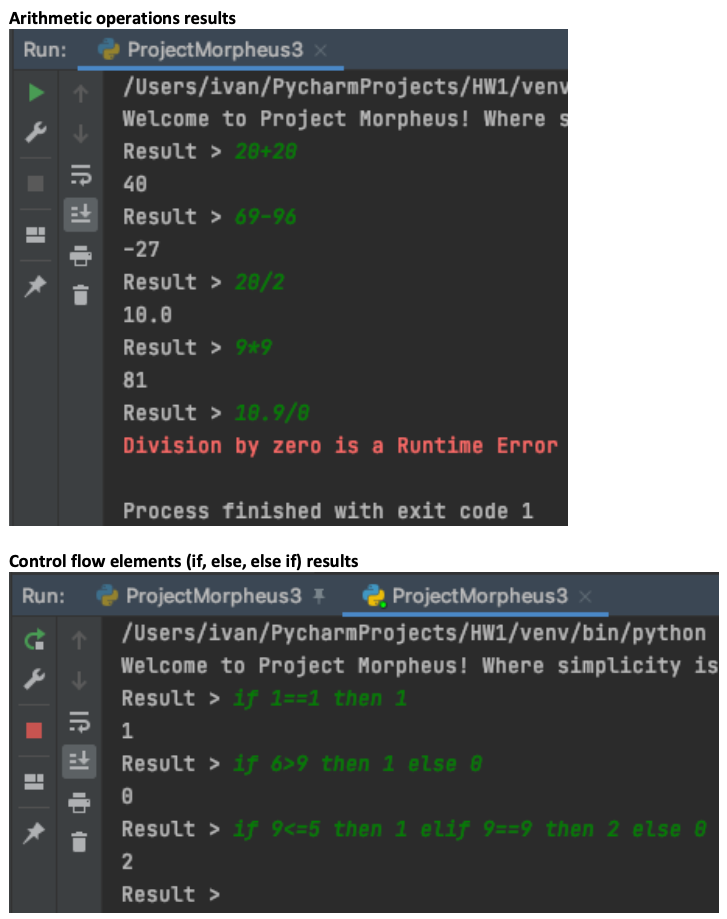 Arithmetic operations results
Run: ProjectMorpheus3 ×
/Users/ivan/PycharmProjects/HW1/venv
Welcome to Project Morpheus! Where s
Result > 20+20
40
Result > 69-96
-27
Result > 20/2
10.0
Result > 9*9
81
Result > 10.9/0
Division by zero is a Runtime Error
Process finished with exit code 1
Control flow elements (if, else, else if) results
Run: ProjectMorpheus3 ProjectMorpheus3 ×
/Users/ivan/PycharmProjects/HW1/venv/bin/python
Welcome to Project Morpheus! Where simplicity is
Result > if 1==1 then 1
1
Result > if 6>9 then 1 else 0
0
Result > if 9<=5 then 1 elif 9==9 then 2 else 0
2
Result >